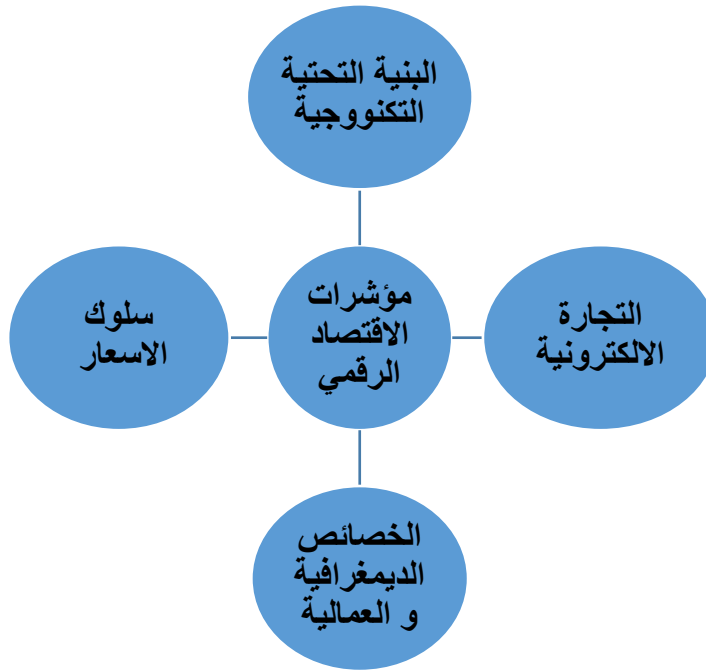 البنية التحتية
التكنووجية
سلوك
الاسعار
مؤشرات
الاقتصاد
الرقمي
التجارة
الالكترونية
الخصائص
الديمغرافية
و العمالية